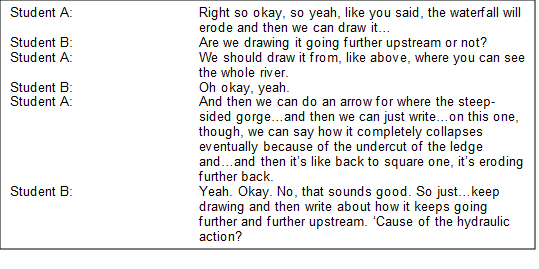 Student A: Right so okay, so yeah, like you said, the waterfall will
erode and then we can draw it…
Student B: Are we drawing it going further upstream or not?
Student A: We should draw it from, like above, where you can see
the whole river.
Student B: Oh okay, yeah.
Student A: And then we can do an arrow for where the steep-
sided gorge…and then we can just write…on this one,
though, we can say how it completely collapses
eventually because of the undercut of the ledge
and…and then it’s like back to square one, it’s eroding
further back.
Student B: Yeah. Okay. No, that sounds good. So just…keep
drawing and then write about how it keeps going
further and further upstream. ‘Cause of the hydraulic
action?